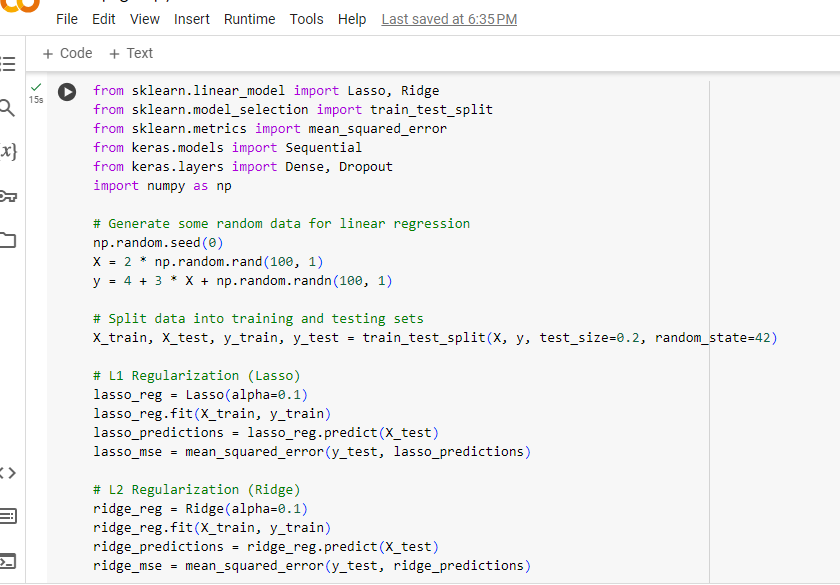 File Edit View Insert Runtime Tools Help Last saved at 6:35 PM
+ Code + Text
15s
{x}
from sklearn.linear_model import Lasso, Ridge
from sklearn.model_selection import train_test_split
from sklearn.metrics import mean_squared_error
from keras.models import Sequential
from keras.layers import Dense, Dropout
import numpy as np

# Generate some random data for linear regression
np.random.seed(0)
X = 2 * np.random.rand(100, 1)
y = 4 + 3 * X + np.random.randn(100, 1)

# Split data into training and testing sets
X_train, X_test, y_train, y_test = train_test_split(X, y, test_size=0.2, random_state=42)

# L1 Regularization (Lasso)
lasso_reg = Lasso(alpha=0.1)
lasso_reg.fit(X_train, y_train)
lasso_predictions = lasso_reg.predict(X_test)
lasso_mse = mean_squared_error(y_test, lasso_predictions)

# L2 Regularization (Ridge)
ridge_reg = Ridge(alpha=0.1)
ridge_reg.fit(X_train, y_train)
ridge_predictions = ridge_reg.predict(X_test)
ridge_mse = mean_squared_error(y_test, ridge_predictions)